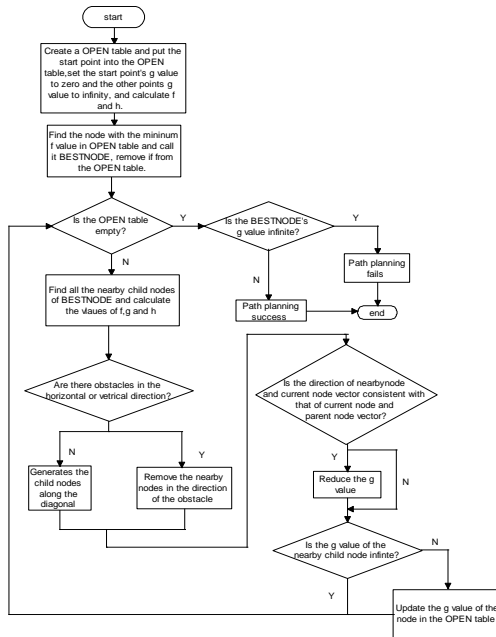 start
Create a OPEN table and put the
start point into the OPEN
table,set the start point's g value
to zero and the other points g
value to infinity, and calculate f
and h.
Find the node with the mininum
f value in OPEN table and call
it BESTNODE, remove if from
the OPEN table.
Is the OPEN table
empty?
Y
Is the BESTNODE's
g value infinite?
Y
N
N
Path planning
fails
Find all the nearby child nodes
of BESTNODE and calculate
the vlaues of f,g and h
Path planning
success
end
Are there obstacles in the
horizontal or vetrical direction?
Is the direction of nearbynode
and current node vector consistent with
that of current node and
parent node vector?
N
Y
Y
N
Generates the
child nodes
along the
diagonal
Remove the nearby
nodes in the direction
of the obstacle
Reduce the g
value
Is the g value of the
nearby child node infinite?
N
Y
Update the g value of the
node in the OPEN table